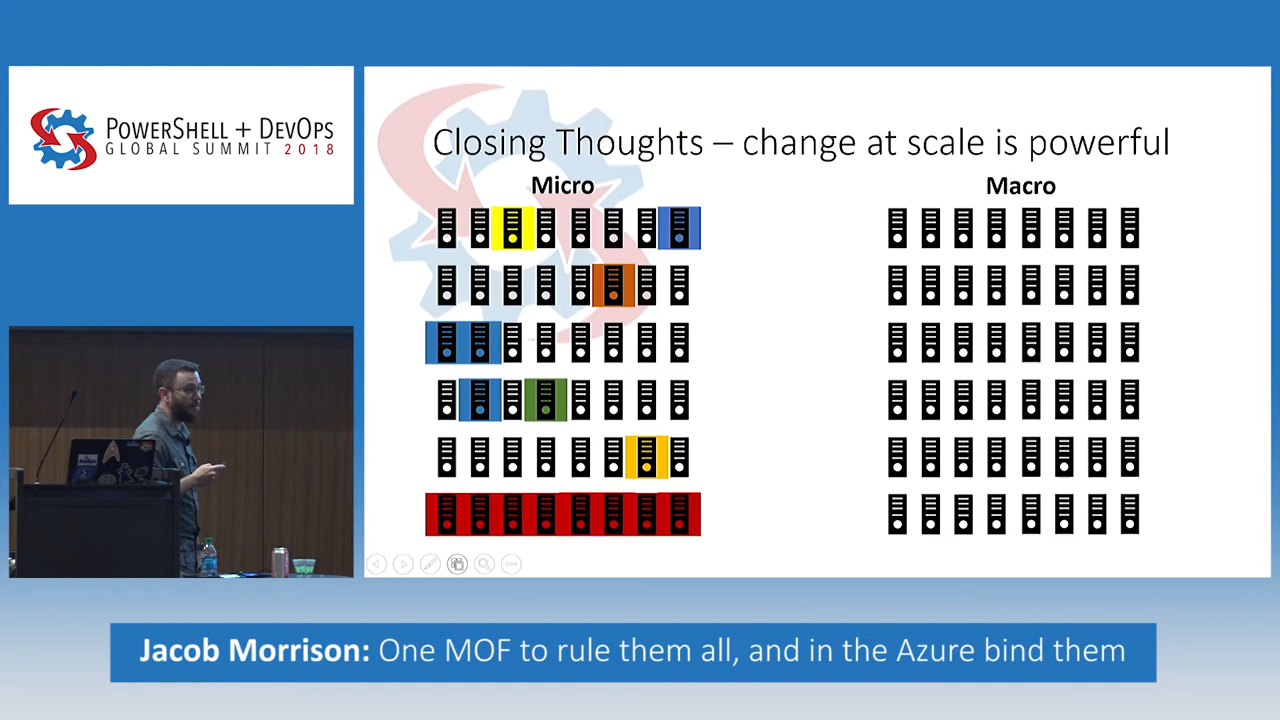 POWERSHELL + DEVOPS
GLOBAL SUMMIT 2018
Closing Thoughts – change at scale is powerful
Micro
Macro
Jacob Morrison: One MOF to rule them all, and in the Azure bind them